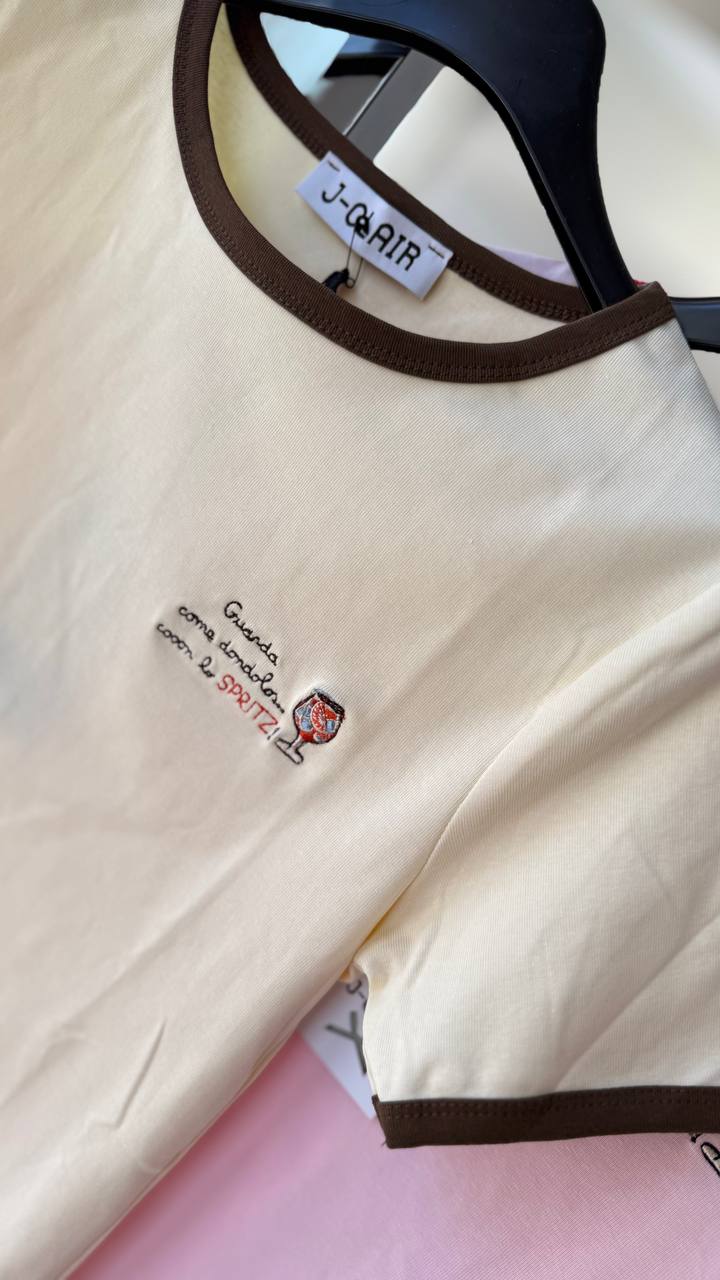 J-CLAIR
Guarda
come dondolo...
cooon lo SPRITZ!
J-